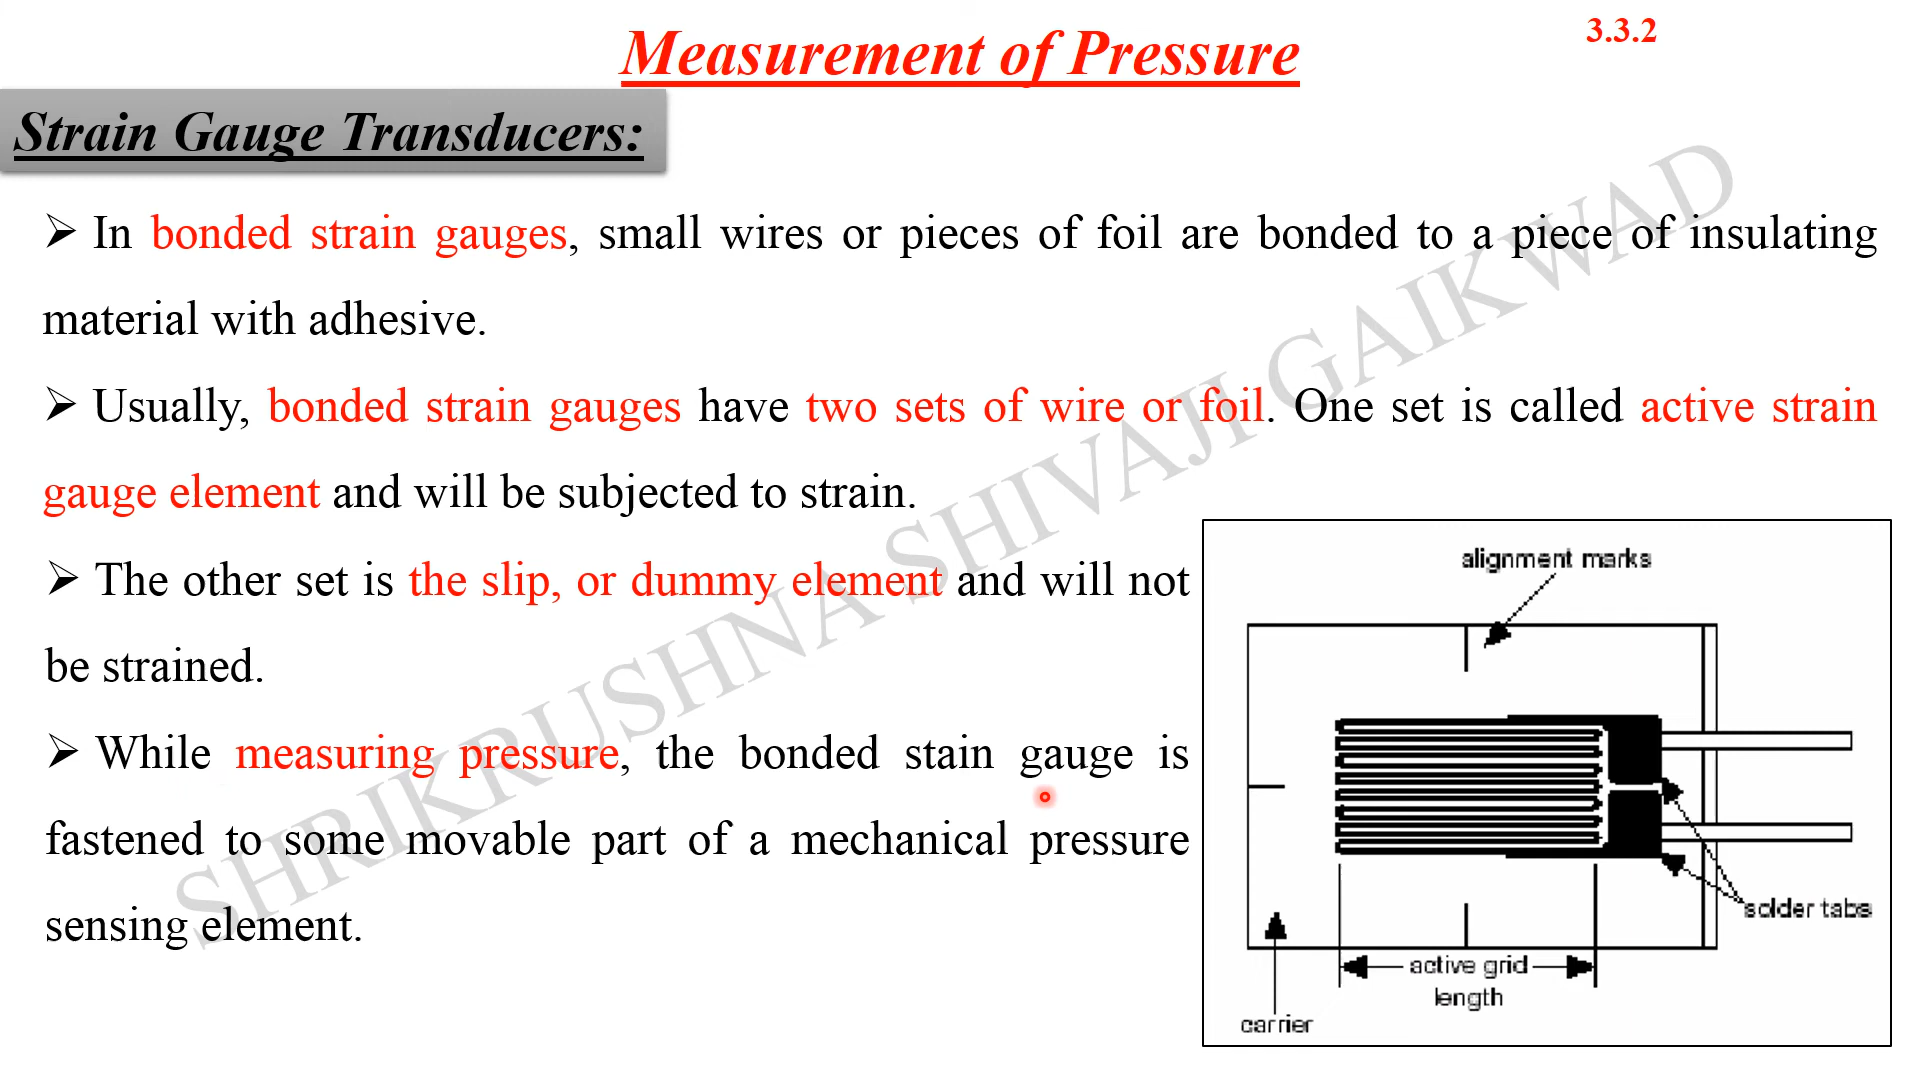 Measurement of Pressure
3.3.2
Strain Gauge Transducers:
➢ In bonded strain gauges, small wires or pieces of foil are bonded to a piece of insulating
material with adhesive.
➢ Usually, bonded strain gauges have two sets of wire or foil. One set is called active strain
gauge element and will be subjected to strain.
➢ The other set is the slip, or dummy element and will not
be strained.
➢ While measuring pressure, the bonded stain gauge is
fastened to some movable part of a mechanical pressure
sensing element.
SHRIKRUSHNA SHIVAJI GAIKWAD
alignment marks
solder tabs
active grid
length
carrier